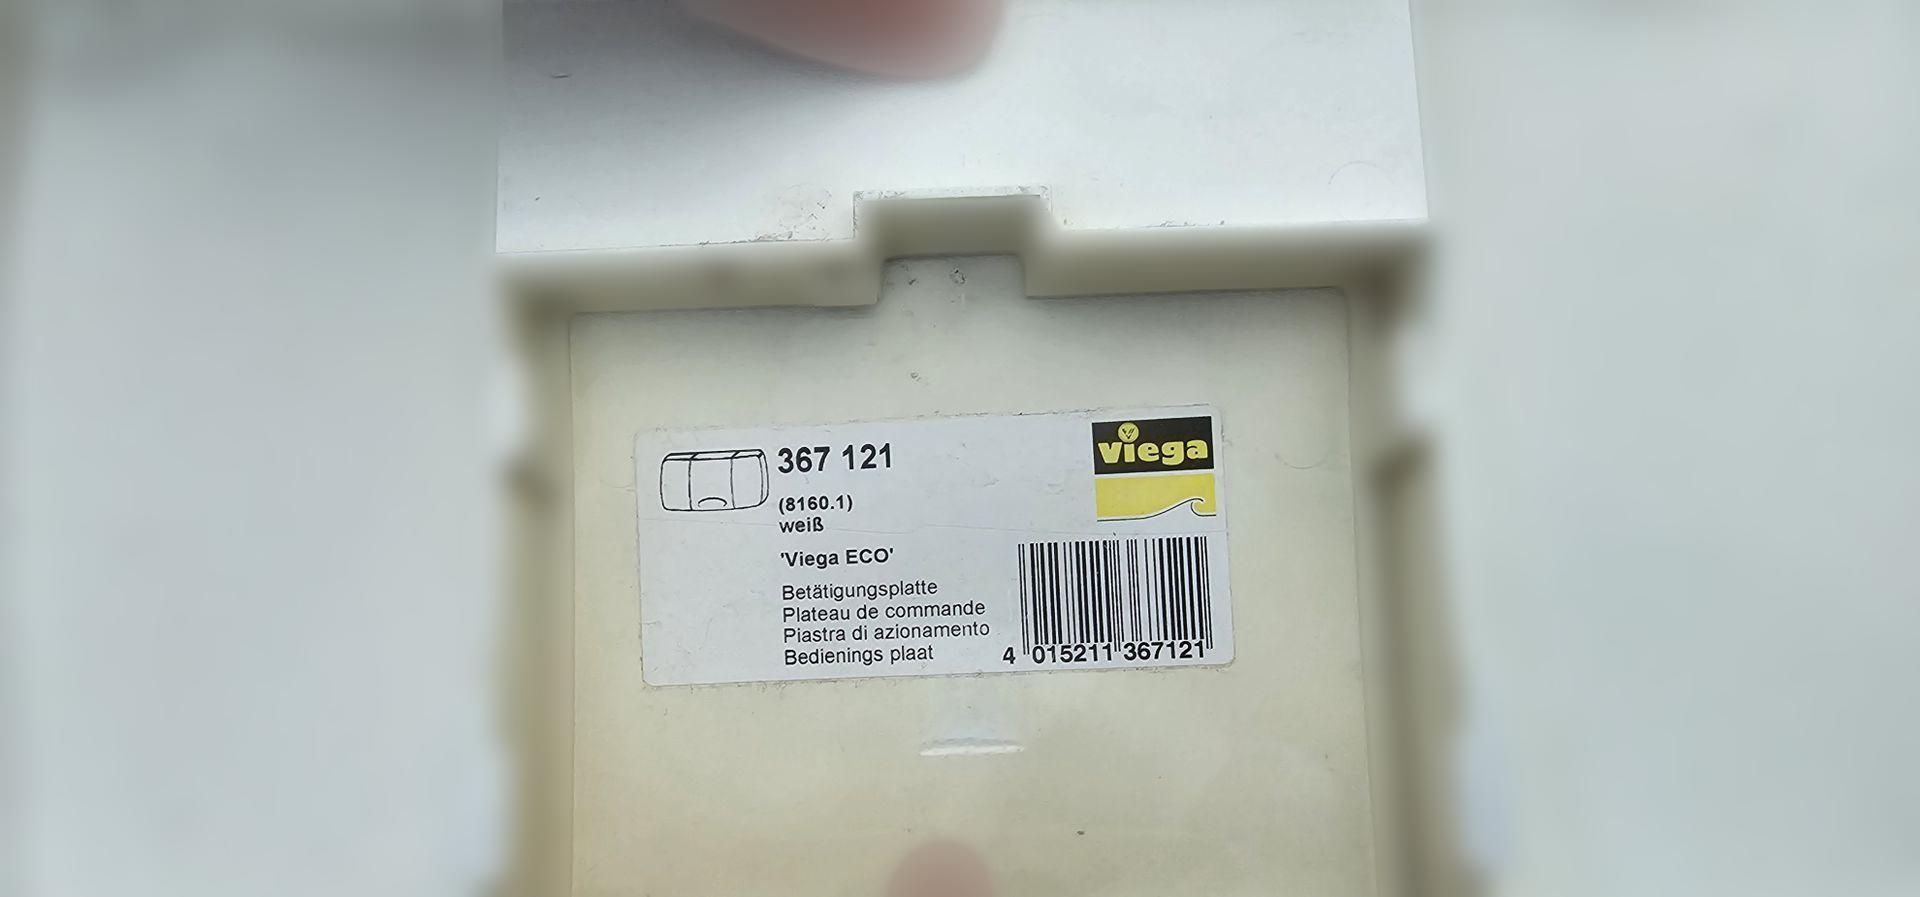 367 121
viega
(8160.1)
weiß
'Viega ECO'
Betätigungsplatte
Plateau de commande
Piastra di azionamento
Bedienings plaat
4 015211 367121